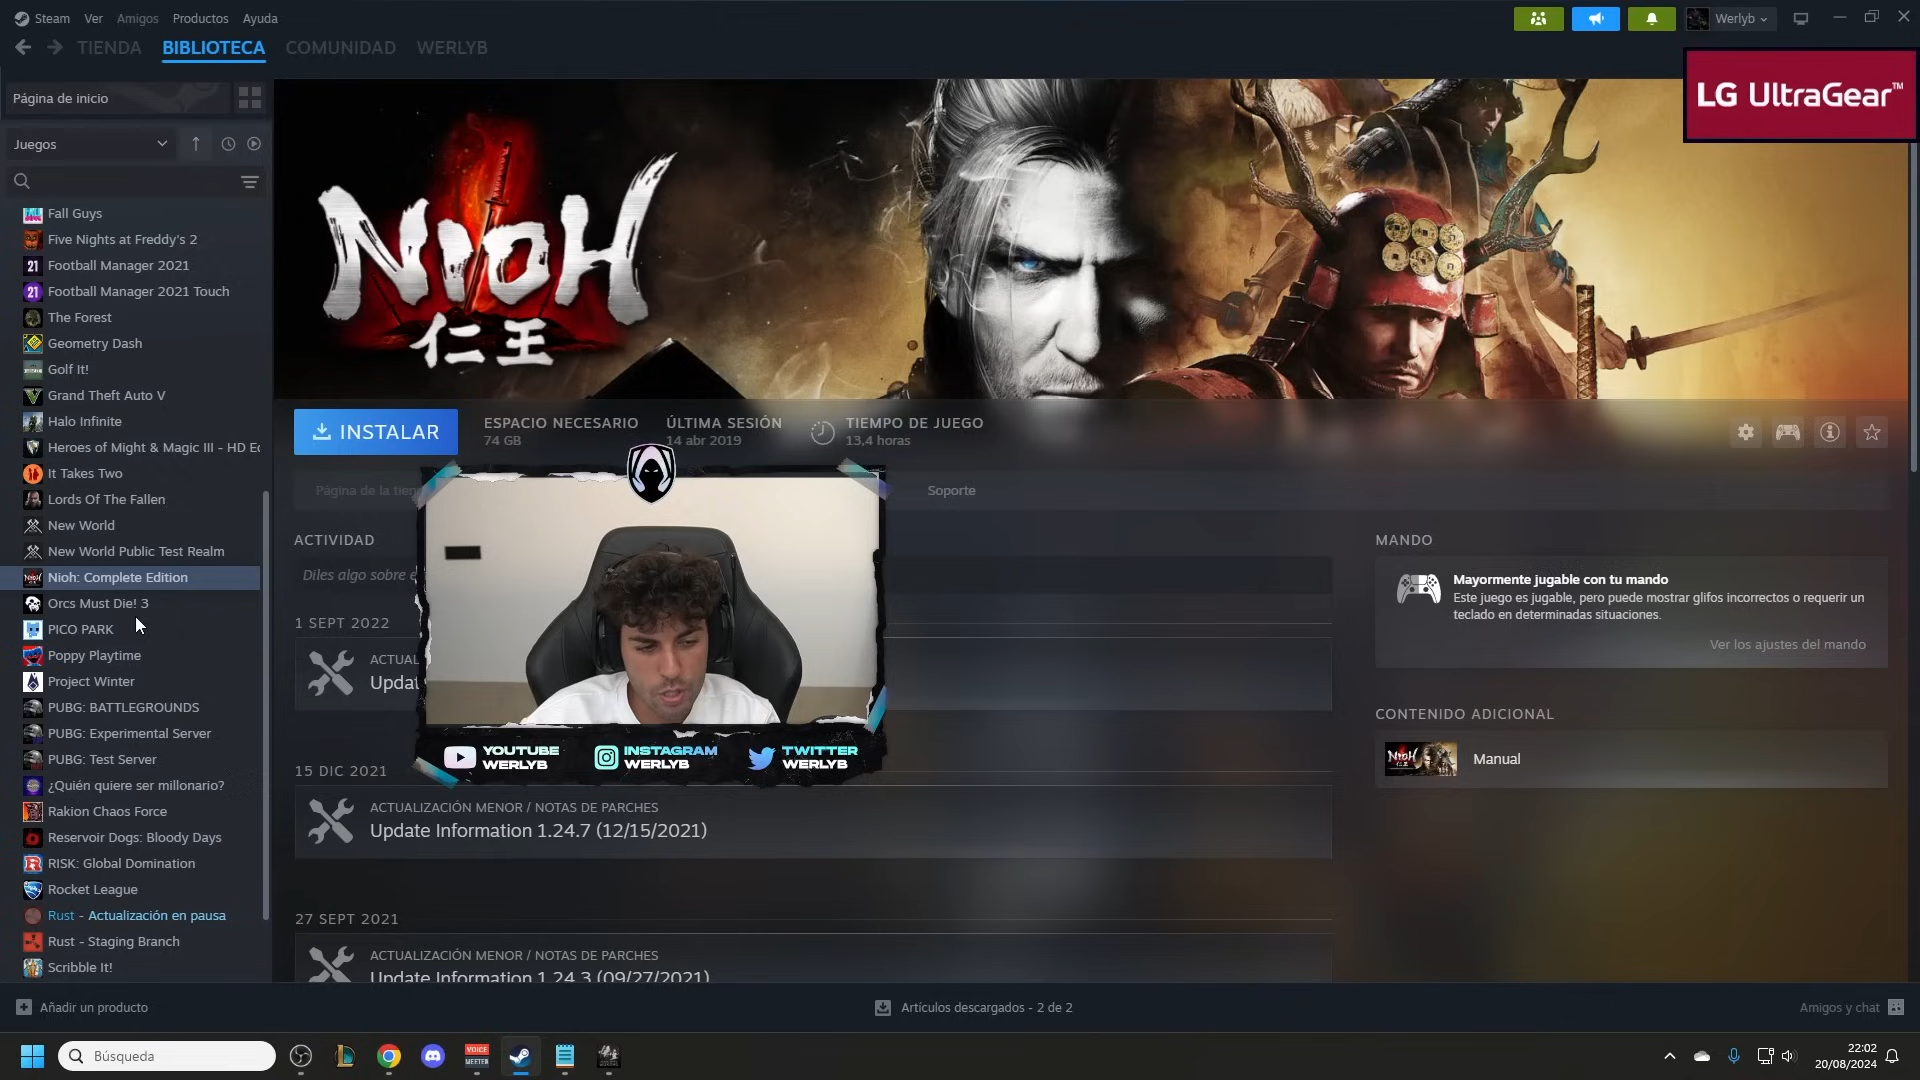 Steam Ver Amigos Productos Ayuda
Werlyb
TIENDA BIBLIOTECA COMUNIDAD WERLYB
LG UltraGear™
Página de inicio
Juegos
Fall Guys
Five Nights at Freddy's 2
Football Manager 2021
Football Manager 2021 Touch
The Forest
Geometry Dash
Golf It!
Grand Theft Auto V
Halo Infinite
Heroes of Might & Magic III - HD Ec
It Takes Two
Lords Of The Fallen
New World
New World Public Test Realm
Nioh: Complete Edition
Orcs Must Die! 3
PICO PARK
Poppy Playtime
Project Winter
PUBG: BATTLEGROUNDS
PUBG: Experimental Server
PUBG: Test Server
¿Quién quiere ser millonario?
Rakion Chaos Force
Reservoir Dogs: Bloody Days
RISK: Global Domination
Rocket League
Rust - Actualización en pausa
Rust - Staging Branch
Scribble It!
NIOH
仁王
INSTALAR
ESPACIO NECESARIO
74 GB
ÚLTIMA SESIÓN
14 abr 2019
TIEMPO DE JUEGO
13,4 horas
Página de la tien
Soporte
ACTIVIDAD
Diles algo sobre e
1 SEPT 2022
ACTUAL
Updat
YOUTUBE
WERLYB
INSTAGRAM
WERLYB
TWITTER
WERLYB
15 DIC 2021
ACTUALIZACIÓN MENOR / NOTAS DE PARCHES
Update Information 1.24.7 (12/15/2021)
27 SEPT 2021
ACTUALIZACIÓN MENOR / NOTAS DE PARCHES
Update Information 1.24.3 (09/27/2021)
MANDO
Mayormente jugable con tu mando
Este juego es jugable, pero puede mostrar glifos incorrectos o requerir un
teclado en determinadas situaciones.
Ver los ajustes del mando
CONTENIDO ADICIONAL
Manual
Añadir un producto
Artículos descargados - 2 de 2
Amigos y chat
Búsqueda
VOICE
MEETER
22:02
20/08/2024